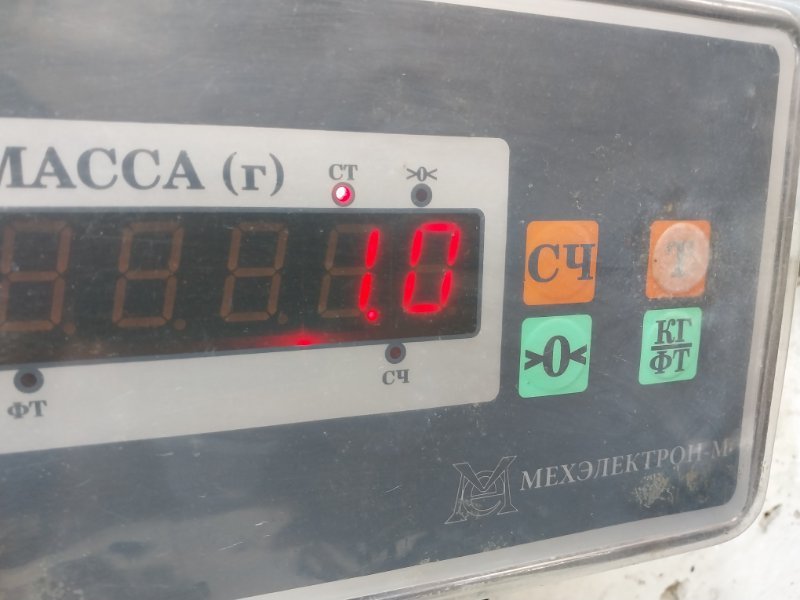 МАССА (г)
СТ
>0<
1.0
ФТ
СЧ
СЧ
Т
>0<
КГ
ФТ
МЕХЭЛЕКТРОН-М